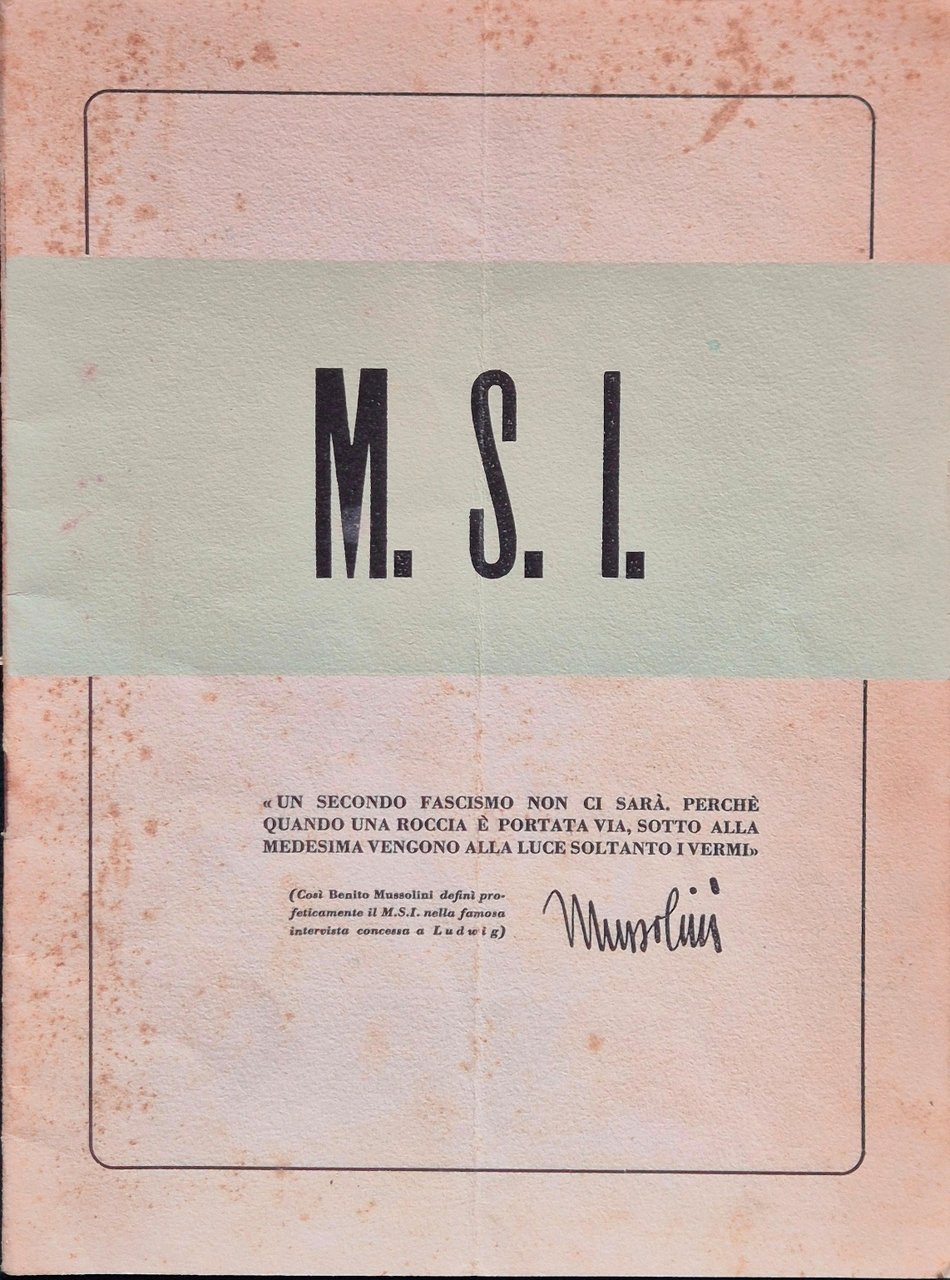 M. S. I.
« UN SECONDO FASCISMO NON CI SARÀ. PERCHÈ
QUANDO UNA ROCCIA È PORTATA VIA, SOTTO ALLA
MEDESIMA VENGONO ALLA LUCE SOLTANTO I VERMI»
(Così Benito Mussolini definì pro-
feticamente il M.S.I. nella famosa
intervista concessa a Ludwig)
Mussolini